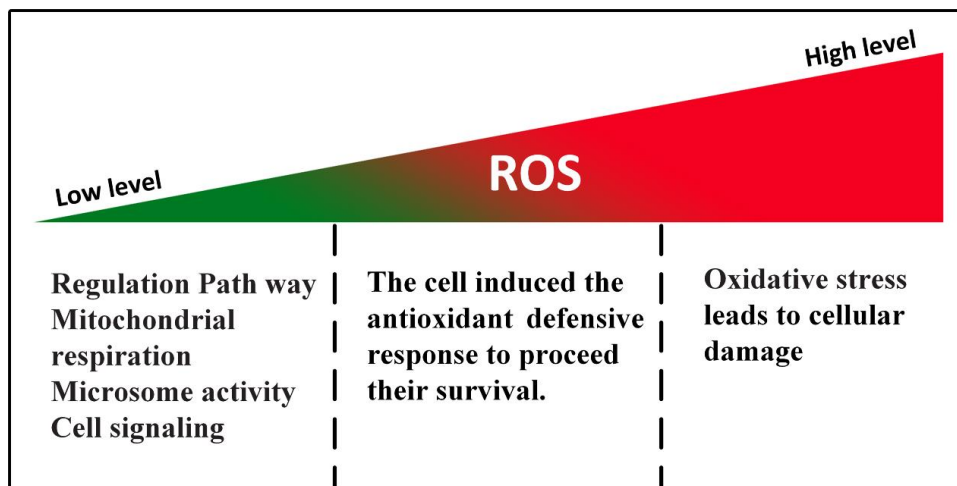 High level
Low level
ROS
Regulation Path way
Mitochondrial
respiration
Microsome activity
Cell signaling
The cell induced the
antioxidant defensive
response to proceed
their survival.
Oxidative stress
leads to cellular
damage